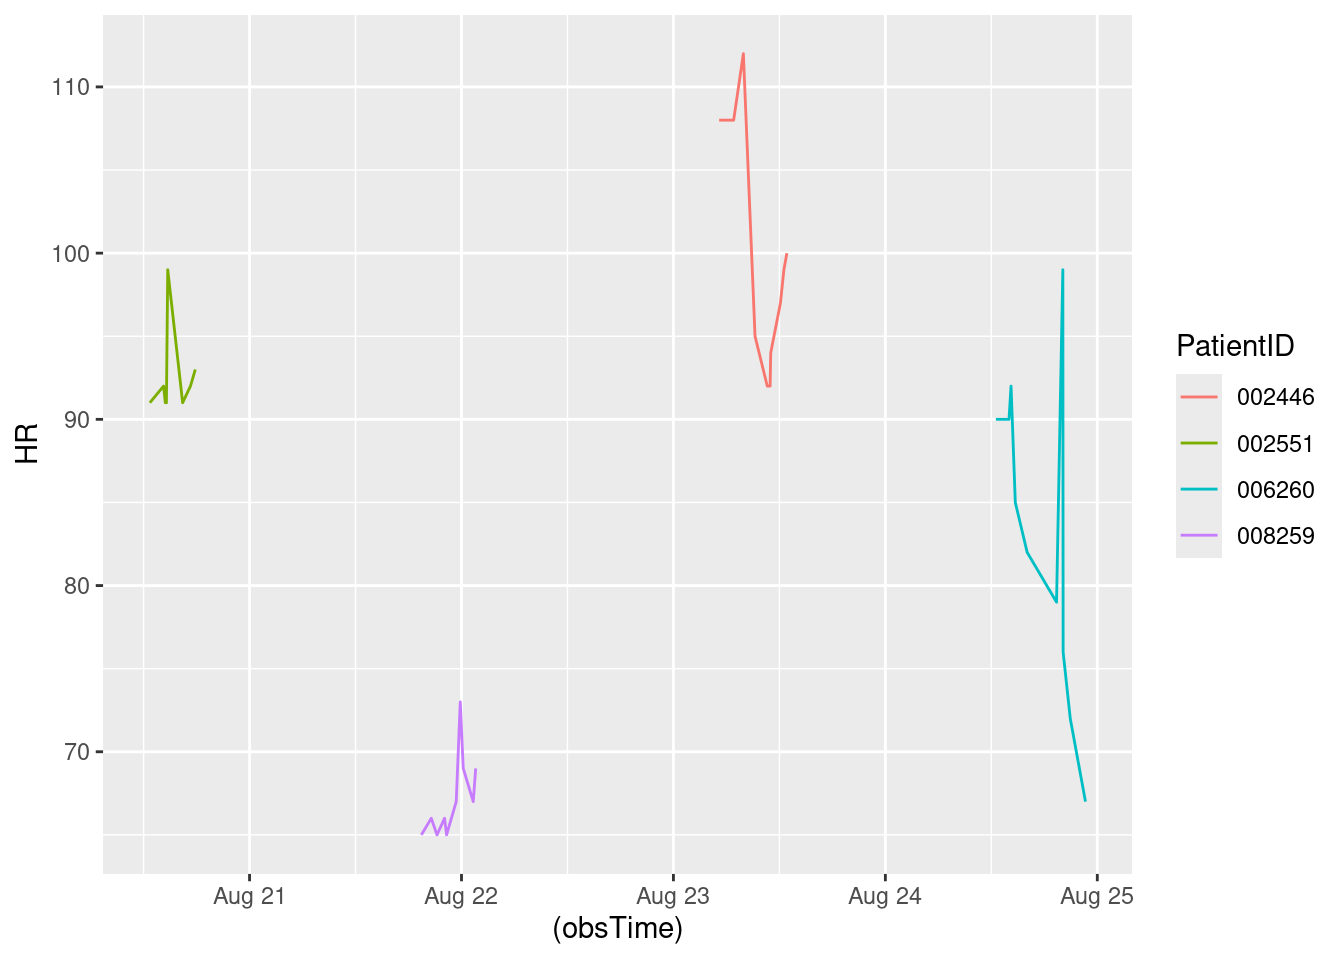 110
100
90
80
70
HR
Aug 21
Aug 22
Aug 23
Aug 24
Aug 25
(obsTime)
PatientID
002446
002551
006260
008259